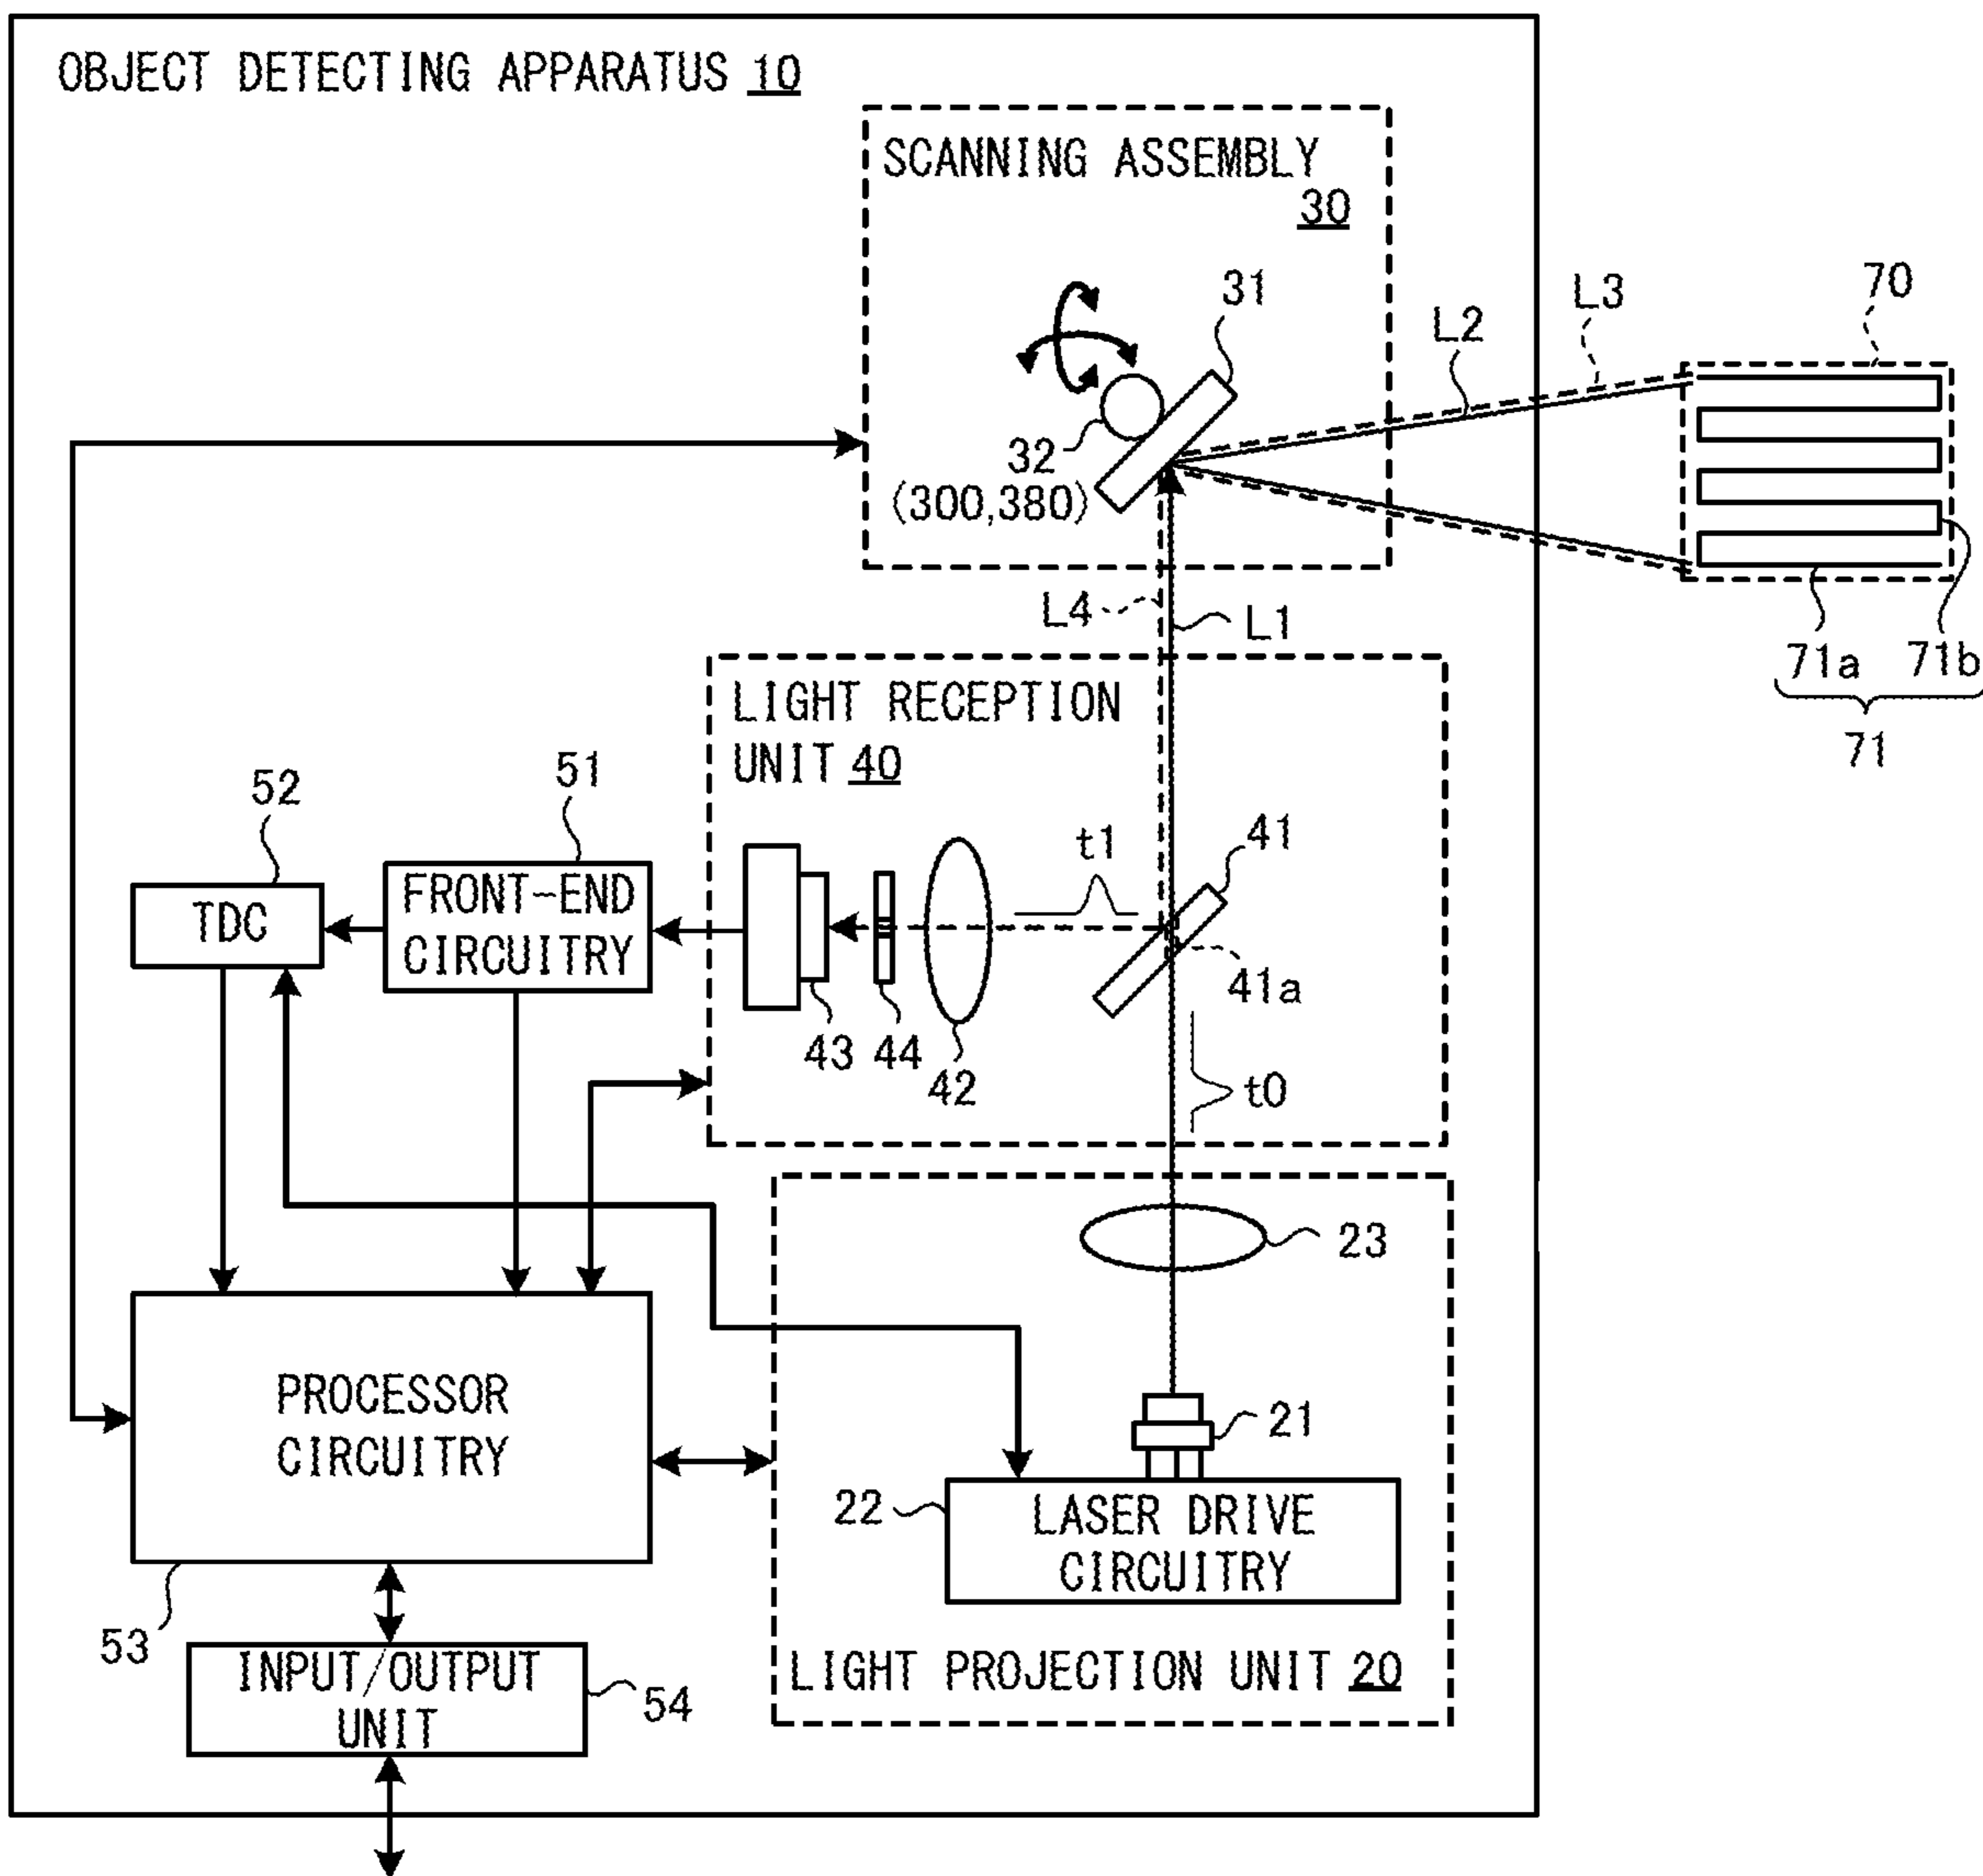 OBJECT DETECTING APPARATUS 10
SCANNING ASSEMBLY
30
31
32
(300,380)
L2
L3
70
71a
71b
71
L4
L1
LIGHT RECEPTION
UNIT 40
52
51
TDC
FRONT-END
CIRCUITRY
t1
41
41a
43
44
42
t0
23
PROCESSOR
CIRCUITRY
21
22
LASER DRIVE
CIRCUITRY
53
INPUT/OUTPUT
UNIT
54
LIGHT PROJECTION UNIT 20